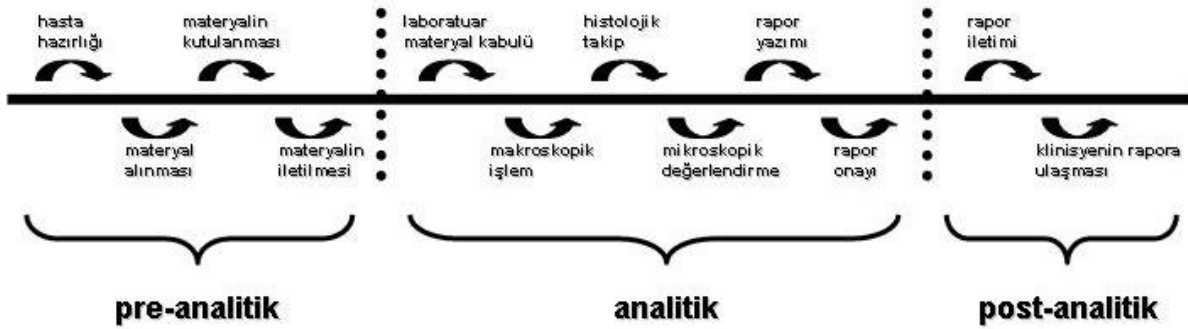 hasta
hazırlığı
materyalin
kutulanması
laboratuar
materyal kabulü
histolojik
takip
rapor
yazımı
rapor
iletimi
materyal
alınması
materyalin
iletilmesi
makroskopik
işlem
mikroskopik
değerlendirme
rapor
onayı
klinisyenin rapora
ulaşması
pre-analitik
analitik
post-analitik